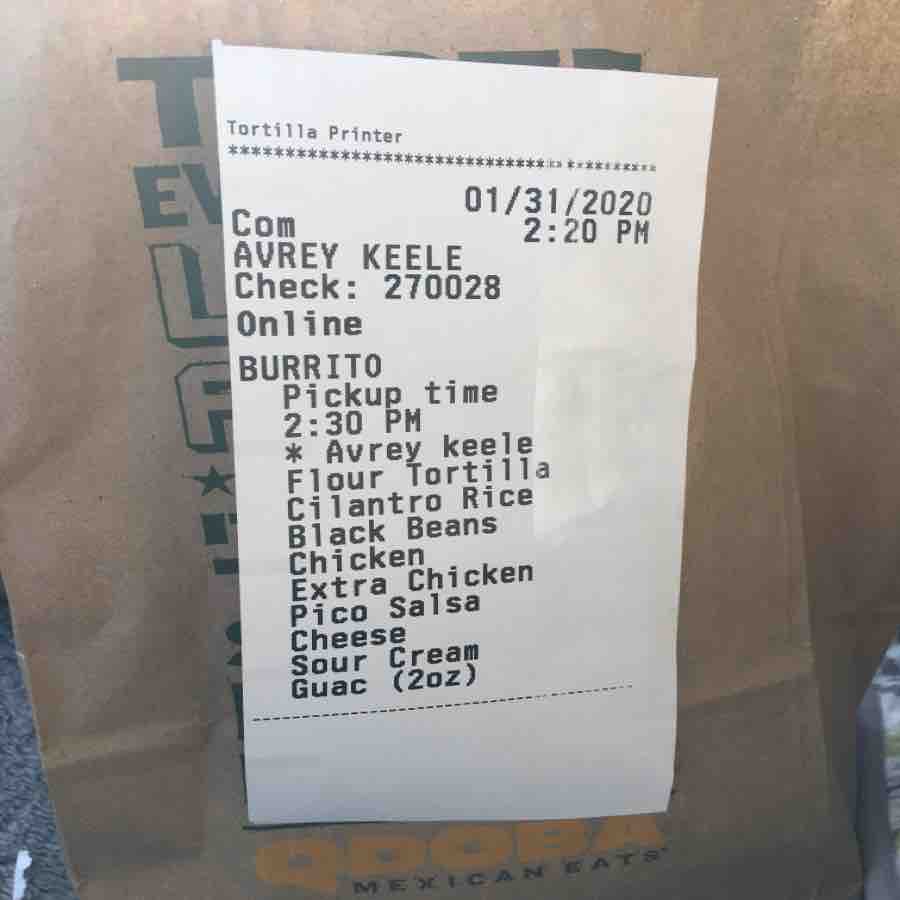 Tortilla Printer
01/31/2020
Com 2:20 PM
AVREY KEELE
Check: 270028
Online
BURRITO
Pickup time
2:30 PM
* Avrey keele
Flour Tortilla
Cilantro Rice
Black Beans
Chicken
Extra Chicken
Pico Salsa
Cheese
Sour Cream
Guac (2oz)
QDOBA
MEXICAN EATS